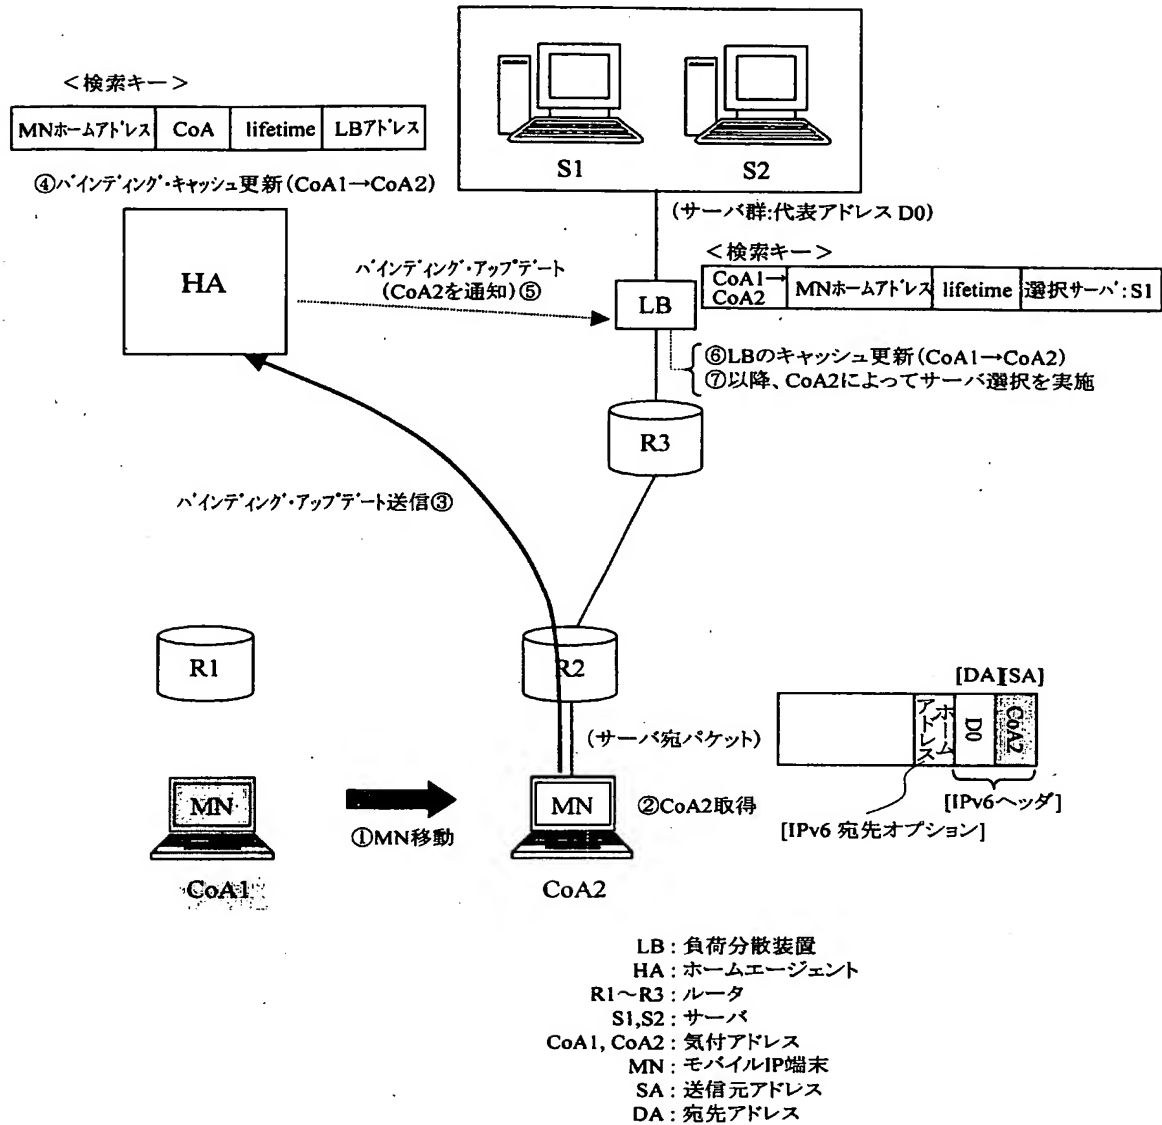 S1
S2
<検索キー>
MNホームアドレス CoA lifetime LBアドレス
④バインディング・キャッシュ更新(CoA1→CoA2)
(サーバ群:代表アドレス D0)
HA
バインディング・アップデート
(CoA2を通知)⑤
LB
<検索キー>
CoA1→
CoA2
MNホームアドレス lifetime 選択サーバ:S1
⑥LBのキャッシュ更新(CoA1→CoA2)
⑦以降、CoA2によってサーバ選択を実施
R3
バインディング・アップデート送信③
R1
R2
(サーバ宛パケット)
[DA][SA]
ホーム
アドレス
D0
CoA2
[IPv6ヘッダ]
[IPv6 宛先オプション]
MN
①MN移動
MN
②CoA2取得
CoA1
CoA2
LB : 負荷分散装置
HA : ホームエージェント
R1~R3 : ルータ
S1,S2 : サーバ
CoA1, CoA2 : 気付アドレス
MN : モバイルIP端末
SA : 送信元アドレス
DA : 宛先アドレス